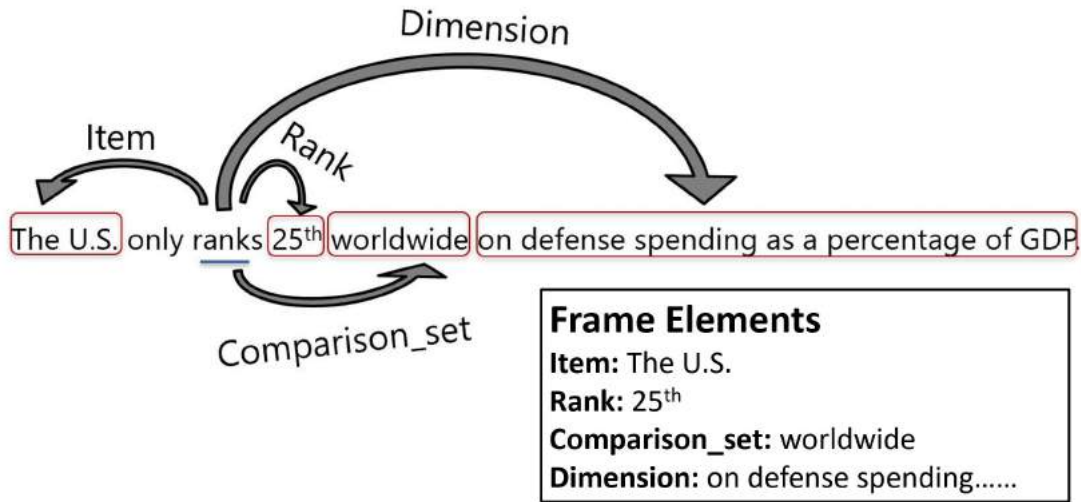 Dimension
Item
Rank
The U.S. only ranks 25th worldwide on defense spending as a percentage of GDP.
Comparison_set
Frame Elements
Item: The U.S.
Rank: 25th
Comparison_set: worldwide
Dimension: on defense spending......